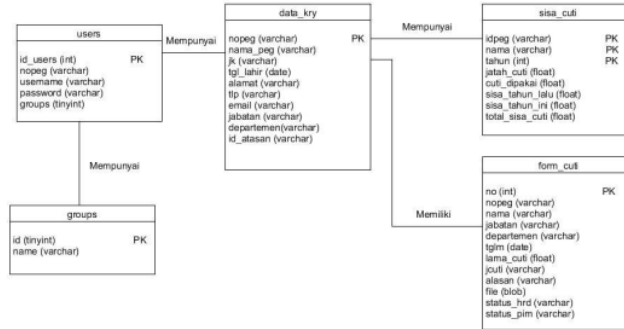 users
id_users (int) PK
nopeg (varchar)
username (varchar)
password (varchar)
groups (tinyint)
Mempunyai
data_kry
nopeg (varchar) PK
nama_peg (varchar)
jk (varchar)
tgl_lahir (date)
alamat (varchar)
tlp (varchar)
email (varchar)
jabatan (varchar)
departemen(varchar)
id_atasan (varchar)
Mempunyai
sisa_cuti
idpeg (varchar) PK
nama (varchar) PK
tahun (int) PK
jatah_cuti (float)
cuti_dipakai (float)
sisa_tahun_lalu (float)
sisa_tahun_ini (float)
total_sisa_cuti (float)
Mempunyai
groups
id (tinyint) PK
name (varchar)
Memiliki
form_cuti
no (int) PK
nopeg (varchar)
nama (varchar)
jabatan (varchar)
departemen (varchar)
tglm (date)
lama_cuti (float)
jcuti (varchar)
alasan (varchar)
file (blob)
status_hrd (varchar)
status_pim (varchar)